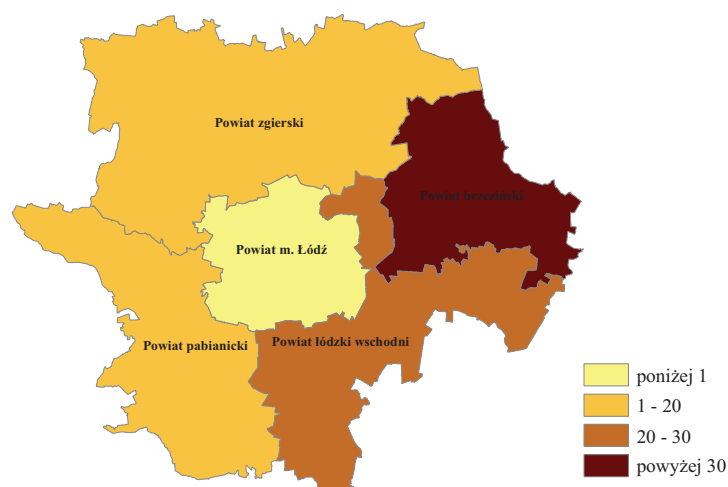 Powiat zgierski
Powiat brzeziński
Powiat m. Łódź
Powiat pabianicki
Powiat łódzki wschodni
poniżej 1
1 - 20
20 - 30
powyżej 30